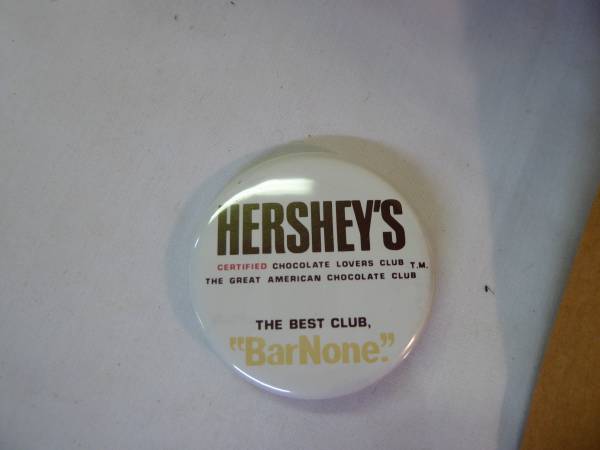 HERSHEY'S
CERTIFIED CHOCOLATE LOVERS CLUB T.M.
THE GREAT AMERICAN CHOCOLATE CLUB
THE BEST CLUB,
"BarNone."